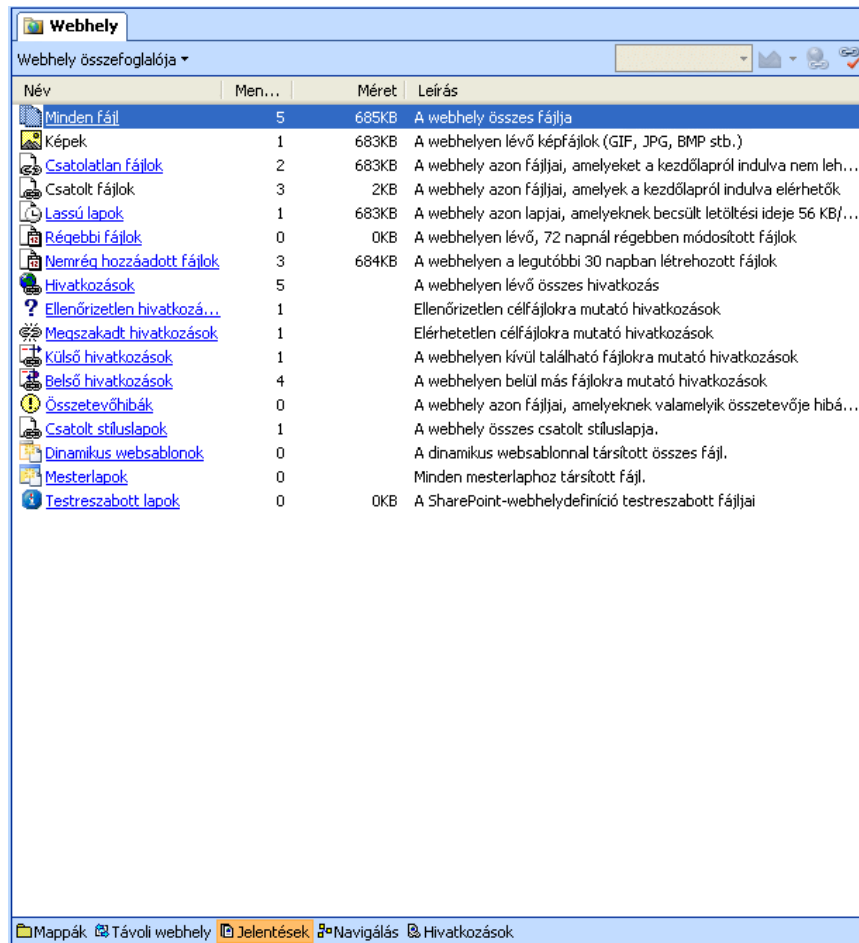 Webhely
Webhely összefoglalója
Név Men... Méret Leírás
Minden fájl 5 685KB A webhely összes fájlja
Képek 1 683KB A webhelyen lévő képfájlok (GIF, JPG, BMP stb.)
Csatolatlan fájlok 2 683KB A webhely azon fájljai, amelyeket a kezdőlapról indulva nem leh...
Csatolt fájlok 3 2KB A webhely azon fájljai, amelyek a kezdőlapról indulva elérhetők
Lassú lapok 1 683KB A webhely azon lapjai, amelyeknek becsült letöltési ideje 56 KB/...
Régebbi fájlok 0 0KB A webhelyen lévő, 72 napnál régebben módosított fájlok
Nemrég hozzáadott fájlok 3 684KB A webhelyen a legutóbbi 30 napban létrehozott fájlok
Hivatkozások 5 A webhelyen lévő összes hivatkozás
Ellenőrizetlen hivatkozá... 1 Ellenőrizetlen célfájlokra mutató hivatkozások
Megszakadt hivatkozások 1 Elérhetetlen célfájlokra mutató hivatkozások
Külső hivatkozások 1 A webhelyen kívül található fájlokra mutató hivatkozások
Belső hivatkozások 4 A webhelyen belül más fájlokra mutató hivatkozások
Összetevőhibák 0 A webhely azon fájljai, amelyeknek valamelyik összetevője hibá...
Csatolt stíluslapok 1 A webhely összes csatolt stíluslapja.
Dinamikus websablonok 0 A dinamikus websablonnal társított összes fájl.
Mesterlapok 0 Minden mesterlaphoz társított fájl.
Testreszabott lapok 0 0KB A SharePoint-webhelydefiníció testreszabott fájljai
Mappák Távoli webhely Jelentések Navigálás Hivatkozások